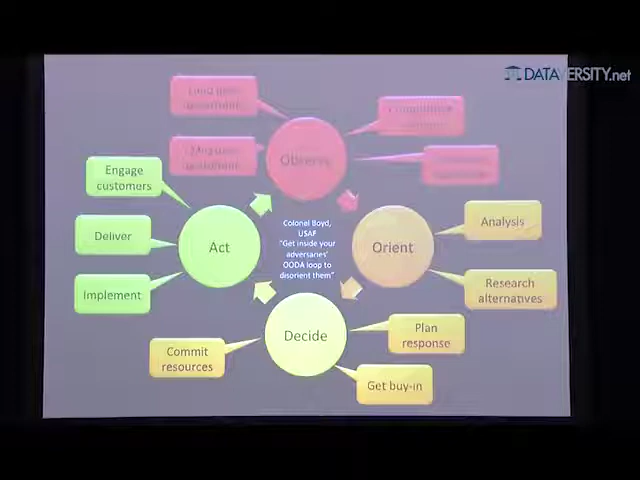 DATAVERSITY.net
Observe
Engage
customers
Deliver
Implement
Act
Colonel Boyd,
USAF
"Get inside your
adversaries'
OODA loop to
disorient them"
Orient
Analysis
Research
alternatives
Decide
Commit
resources
Plan
response
Get buy-in